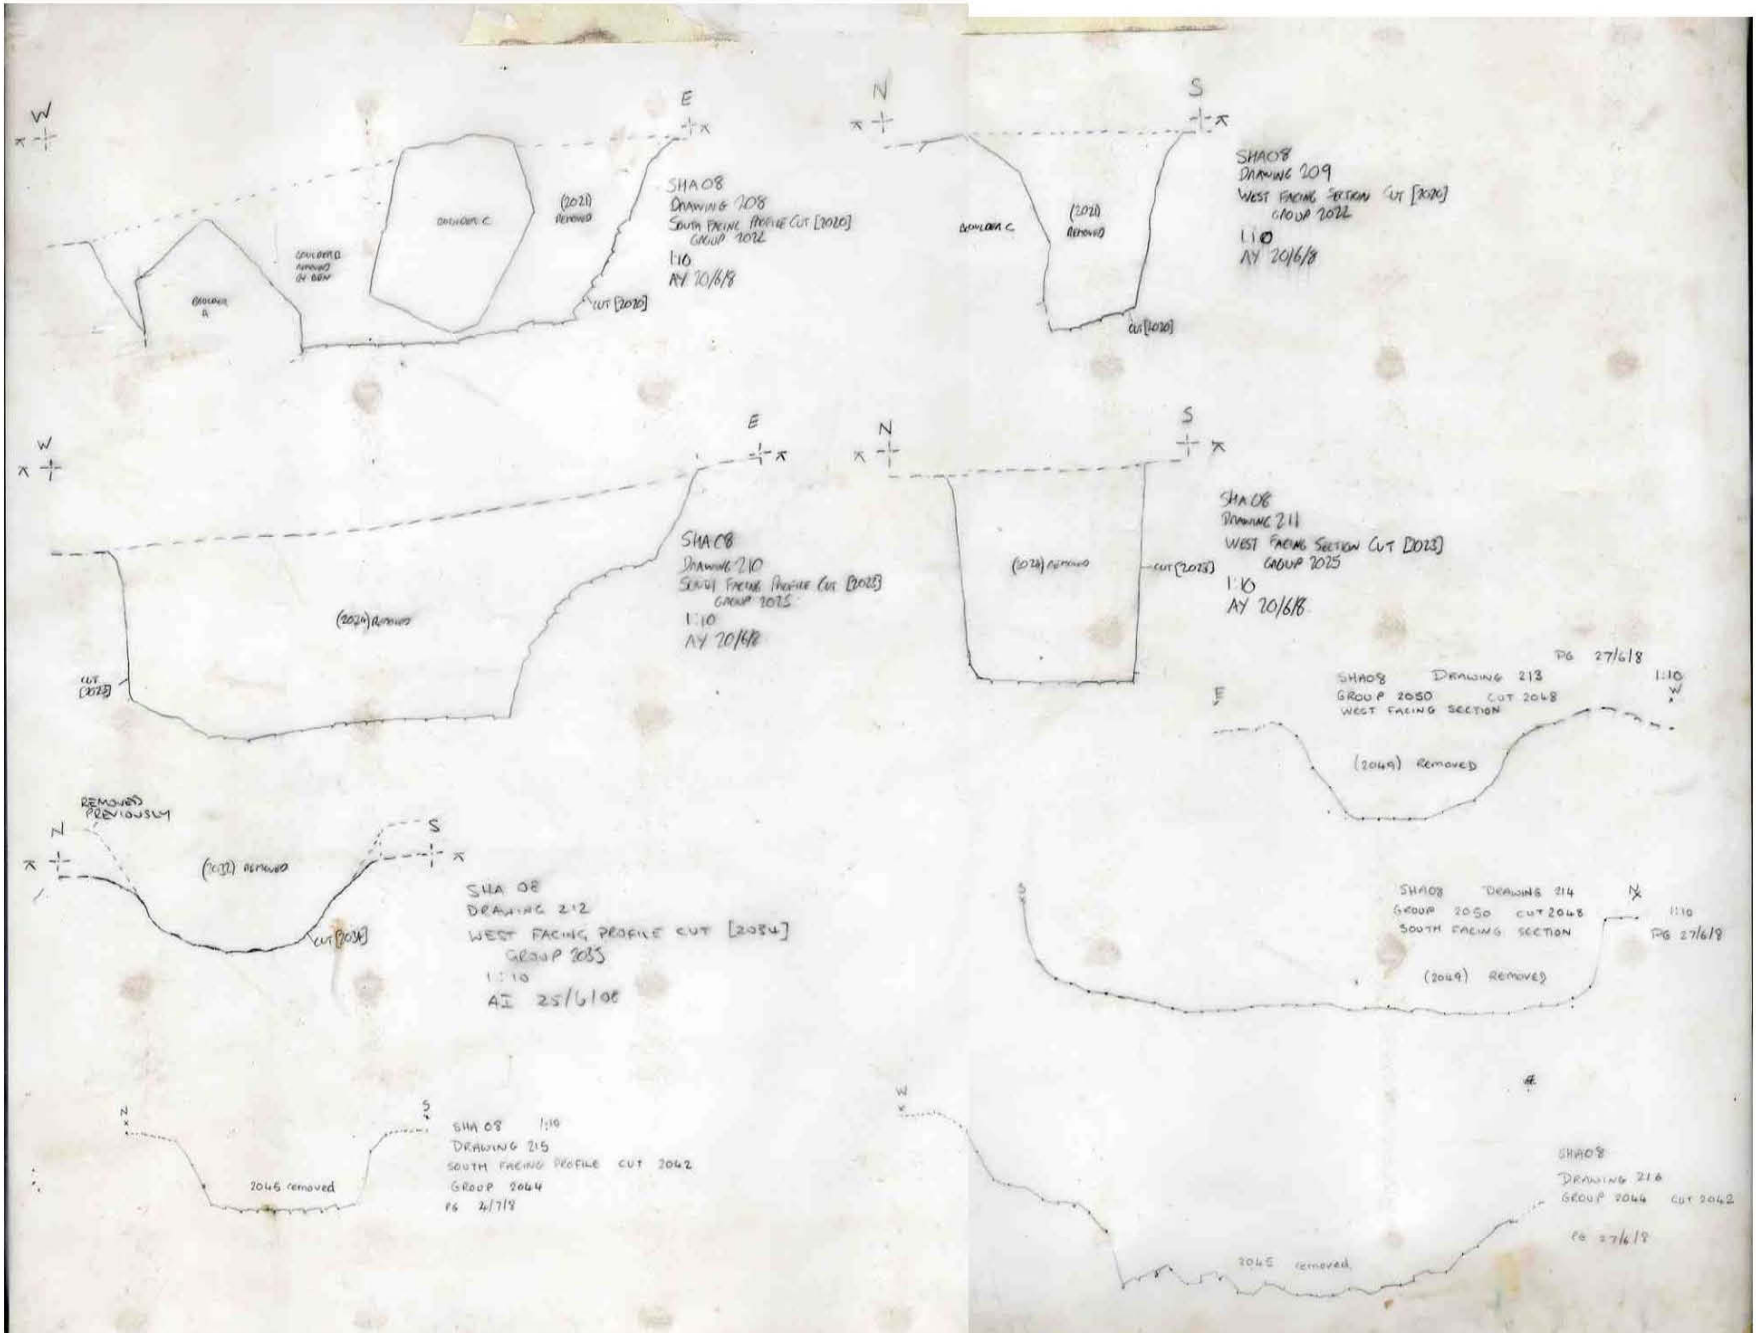 W
E
SHA08
DRAWING 208
SOUTH FACING PROFILE CUT [2020]
GROUP 2022
1:10
AY 20/6/8
BOULDER C
(2021)
REMOVED
BOULDER
REMOVED
BOULDER
A
CUT [2020]
N
S
SHA08
DRAWING 209
WEST FACING SECTION CUT [2020]
GROUP 2022
1:10
AY 20/6/8
BOULDER C
(2021)
REMOVED
CUT [2020]
W
E
SHA08
DRAWING 210
SOUTH FACING PROFILE CUT [2023]
GROUP 2025
1:10
AY 20/6/8
(2024) REMOVED
CUT
[2023]
N
S
SHA08
DRAWING 211
WEST FACING SECTION CUT [2023]
GROUP 2025
1:10
AY 20/6/8
(2024) REMOVED
CUT [2023]
PG 27/6/8
SHA08 DRAWING 213 1:10
GROUP 2050 CUT 2048
WEST FACING SECTION
E
W
(2049) REMOVED
REMOVED
PREVIOUSLY
N
S
(2032) REMOVED
CUT [2034]
SHA 08
DRAWING 212
WEST FACING PROFILE CUT [2034]
GROUP 2035
1:10
AI 25/6/08
S
N
SHA08 DRAWING 214
GROUP 2050 CUT 2048 1:10
SOUTH FACING SECTION PG 27/6/8
(2049) REMOVED
N
S
SHA 08 1:10
DRAWING 215
SOUTH FACING PROFILE CUT 2042
GROUP 2044
PG 2/7/8
removed
W
E
SHA08
DRAWING 216
GROUP 2044 CUT 2042
PG 27/6/8
2045 removed